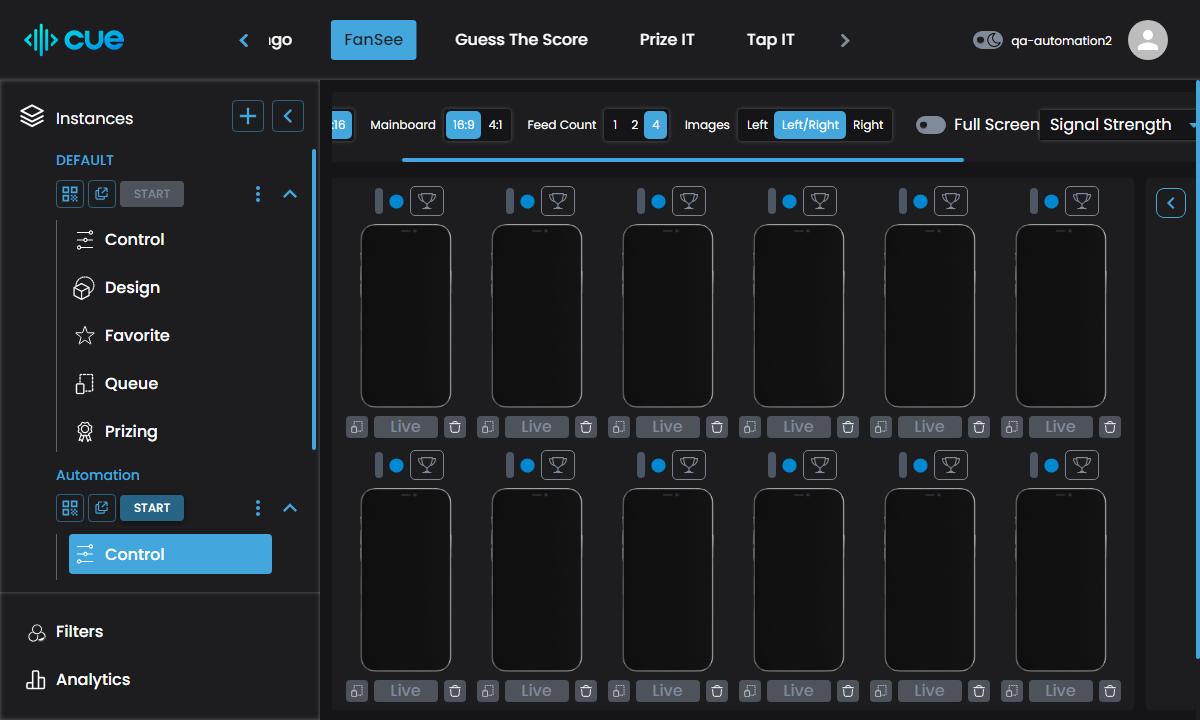 cue
ngo
FanSee
Guess The Score
Prize IT
Tap IT
qa-automation2
Instances
DEFAULT
START
Control
Design
Favorite
Queue
Prizing
Automation
START
Control
Filters
Analytics
:16
Mainboard
16:9
4:1
Feed Count
1
2
4
Images
Left
Left/Right
Right
Full Screen
Signal Strength
Live
Live
Live
Live
Live
Live
Live
Live
Live
Live
Live
Live